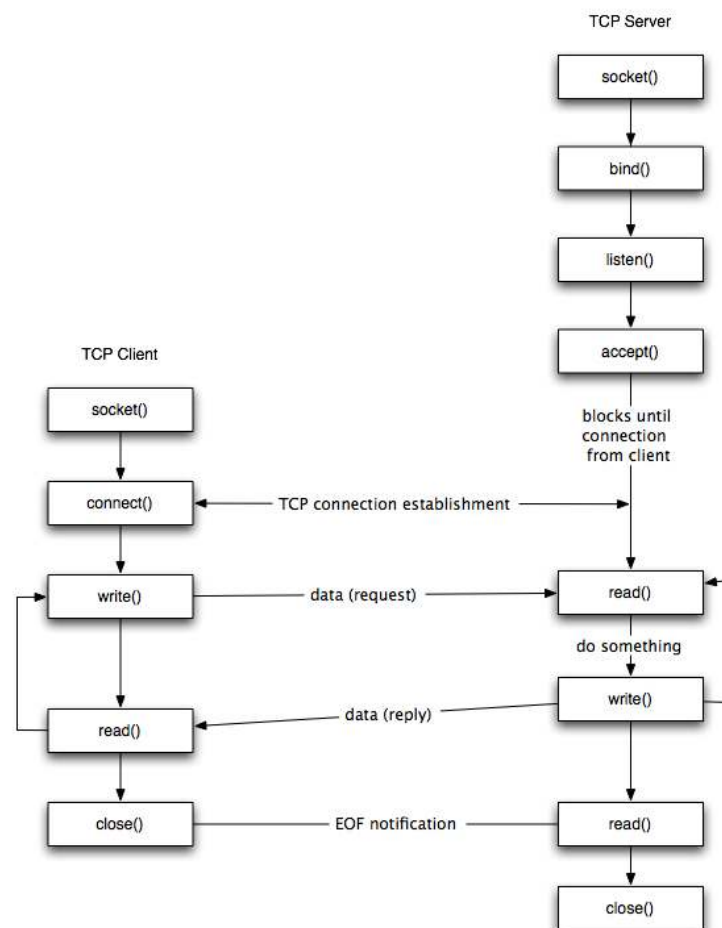 TCP Server
socket()
bind()
listen()
accept()
blocks until
connection
from client
TCP Client
socket()
connect()
TCP connection establishment
write()
data (request)
read()
do something
write()
data (reply)
read()
close()
EOF notification
read()
close()